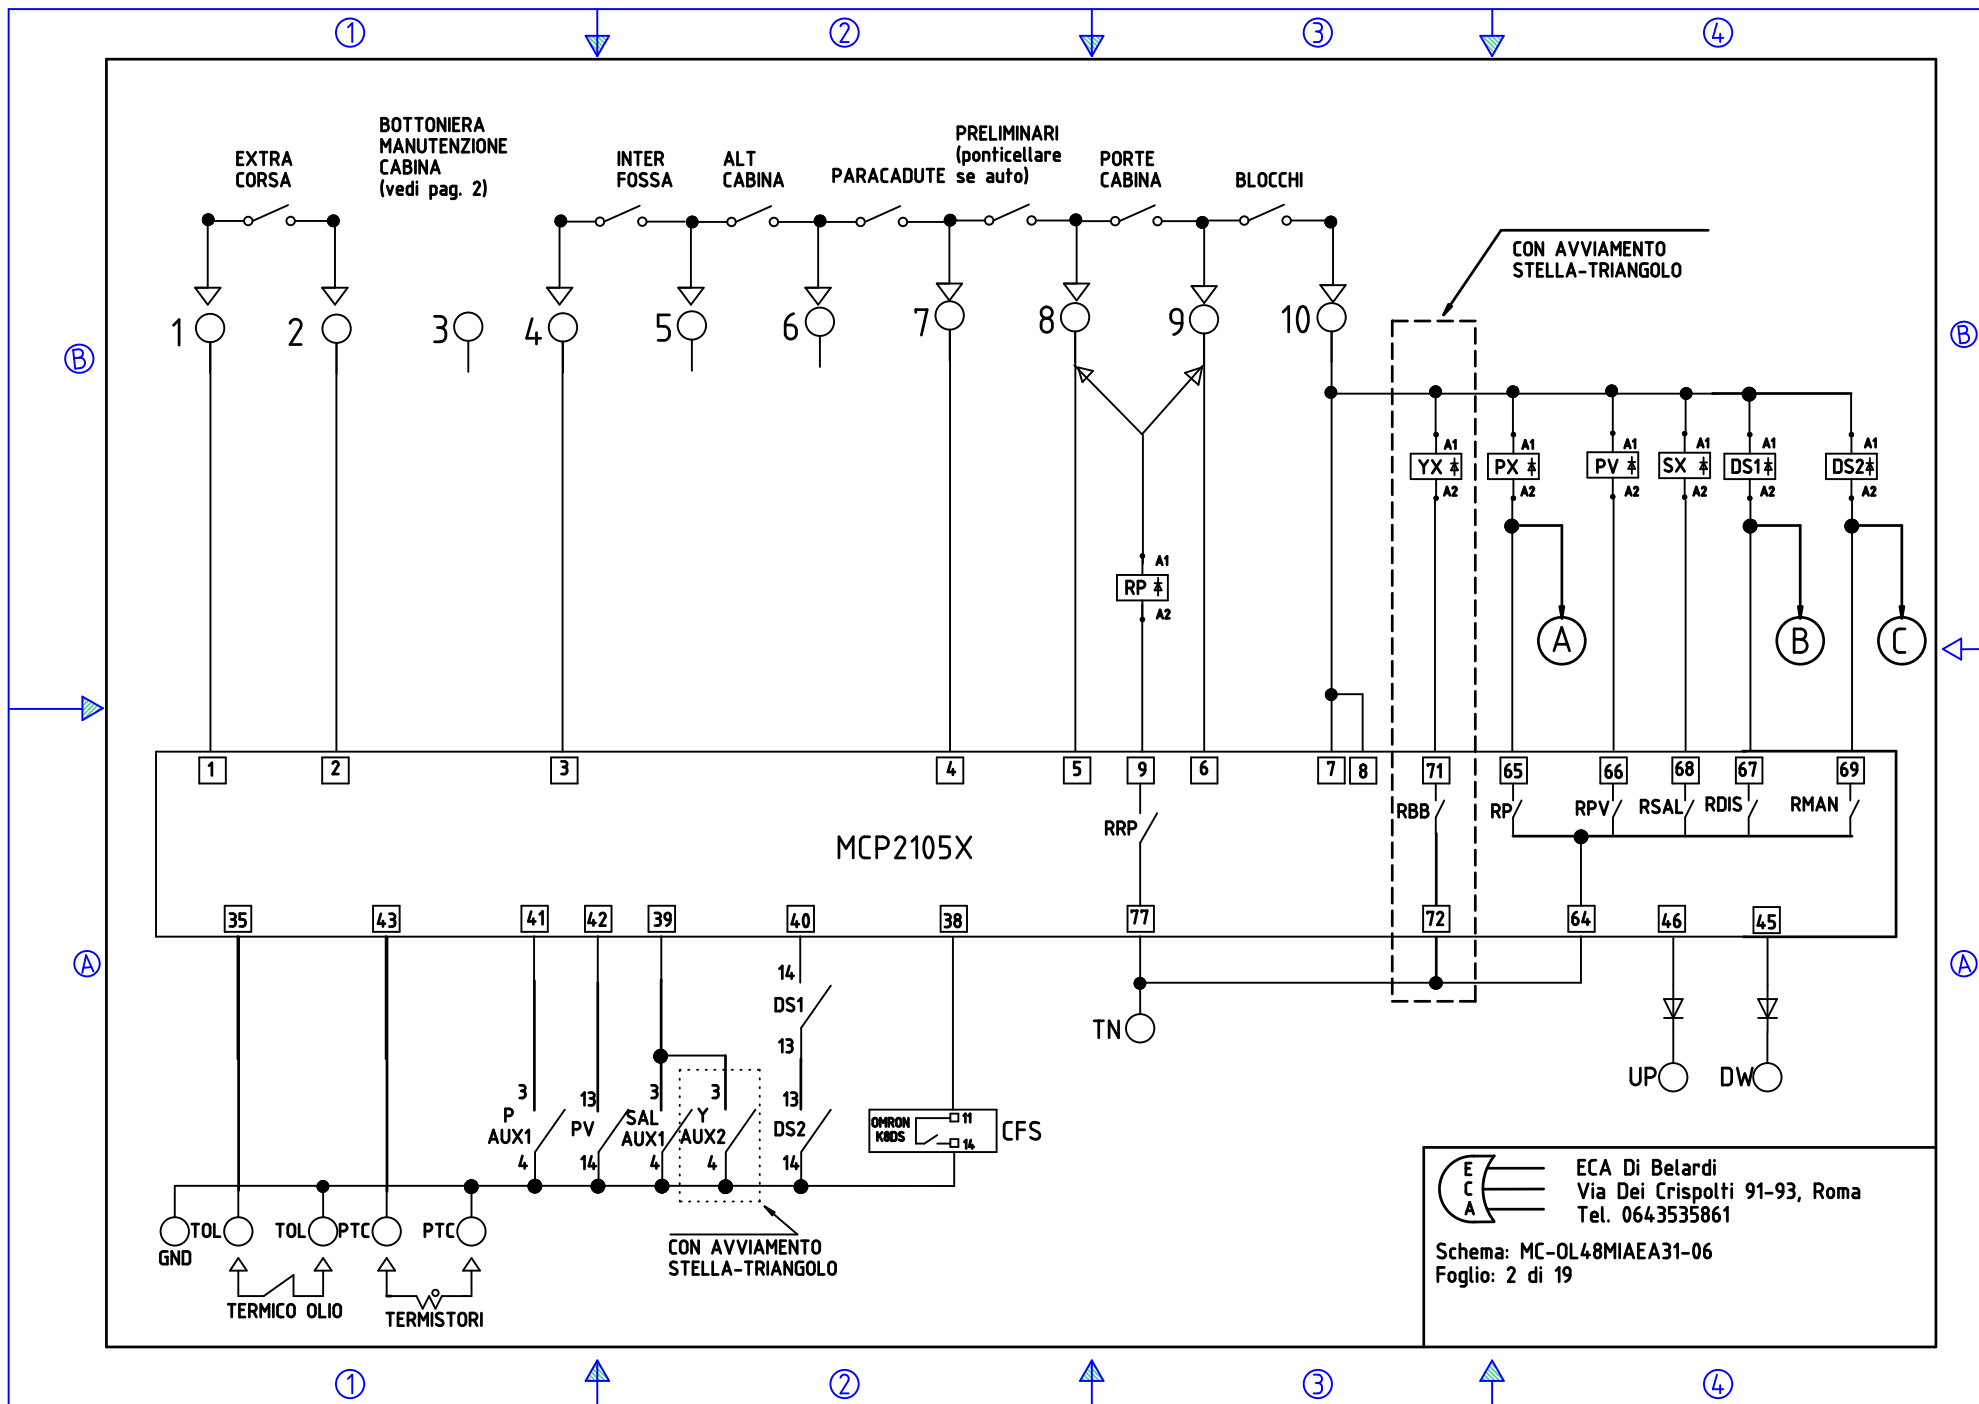 1 2 3 4
EXTRA
CORSA
BOTTONIERA
MANUTENZIONE
CABINA
(vedi pag. 2)
INTER
FOSSA
ALT
CABINA
PARACADUTE
PRELIMINARI
(ponticellare
se auto)
PORTE
CABINA
BLOCCHI
CON AVVIAMENTO
STELLA-TRIANGOLO
1 2 3 4 5 6 7 8 9 10
B B
A1 A1 A1 A1 A1 A1
YX PX PV SX DS1 DS2
A2 A2 A2 A2 A2 A2
A1
RP
A2
A B C
1 2 3 4 5 9 6 7 8 71 65 66 68 67 69
RRP RBB RP RPV RSAL RDIS RMAN
MCP2105X
35 43 41 42 39 40 38 77 72 64 46 45
A A
14
DS1
13
TN
UP DW
3
P
AUX1
4
13
PV
14
3
SAL
AUX1
4
3
Y
AUX2
4
13
DS2
14
OMRON
K8DS
11
14
CFS
GND
TOL TOL PTC PTC
TERMICO OLIO
TERMISTORI
CON AVVIAMENTO
STELLA-TRIANGOLO
E
C
A
ECA Di Belardi
Via Dei Crispolti 91-93, Roma
Tel. 0643535861
Schema: MC-OL48MIAEA31-06
Foglio: 2 di 19
1 2 3 4